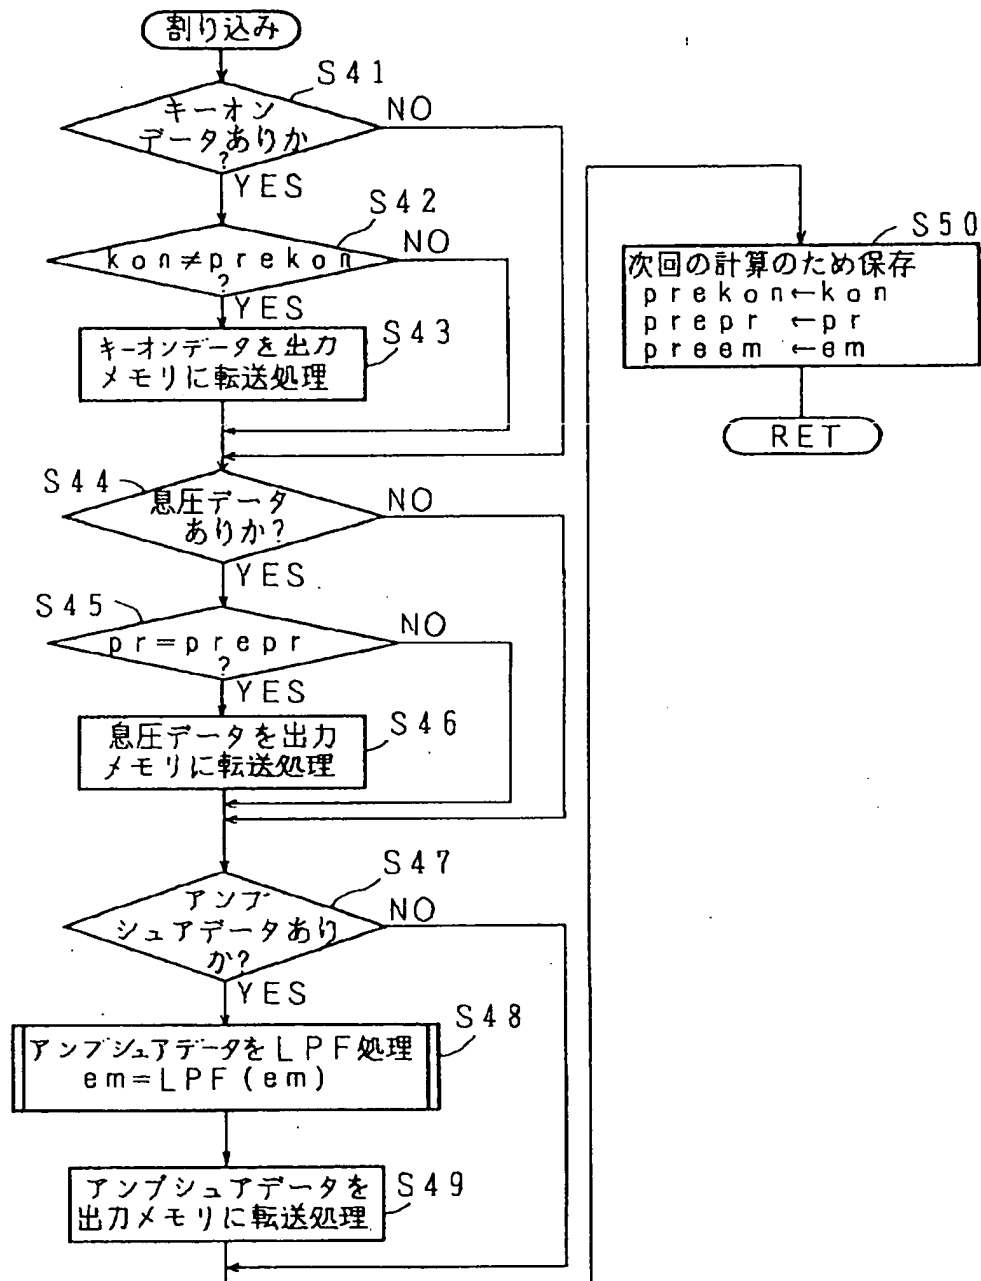 割り込み
S41
キーオン
データありか
?
NO
YES
S42
kon≠prekon
?
NO
YES
S43
キーオンデータを出力
メモリに転送処理
S44
息圧データ
ありか?
NO
YES
S45
pr=prepr
?
NO
YES
S46
息圧データを出力
メモリに転送処理
S47
アンブ
シュアデータあり
か?
NO
YES
S48
アンブシュアデータをLPF処理
em=LPF(em)
S49
アンブシュアデータを
出力メモリに転送処理
S50
次回の計算のため保存
prekon←kon
prepr ←pr
preem ←em
RET